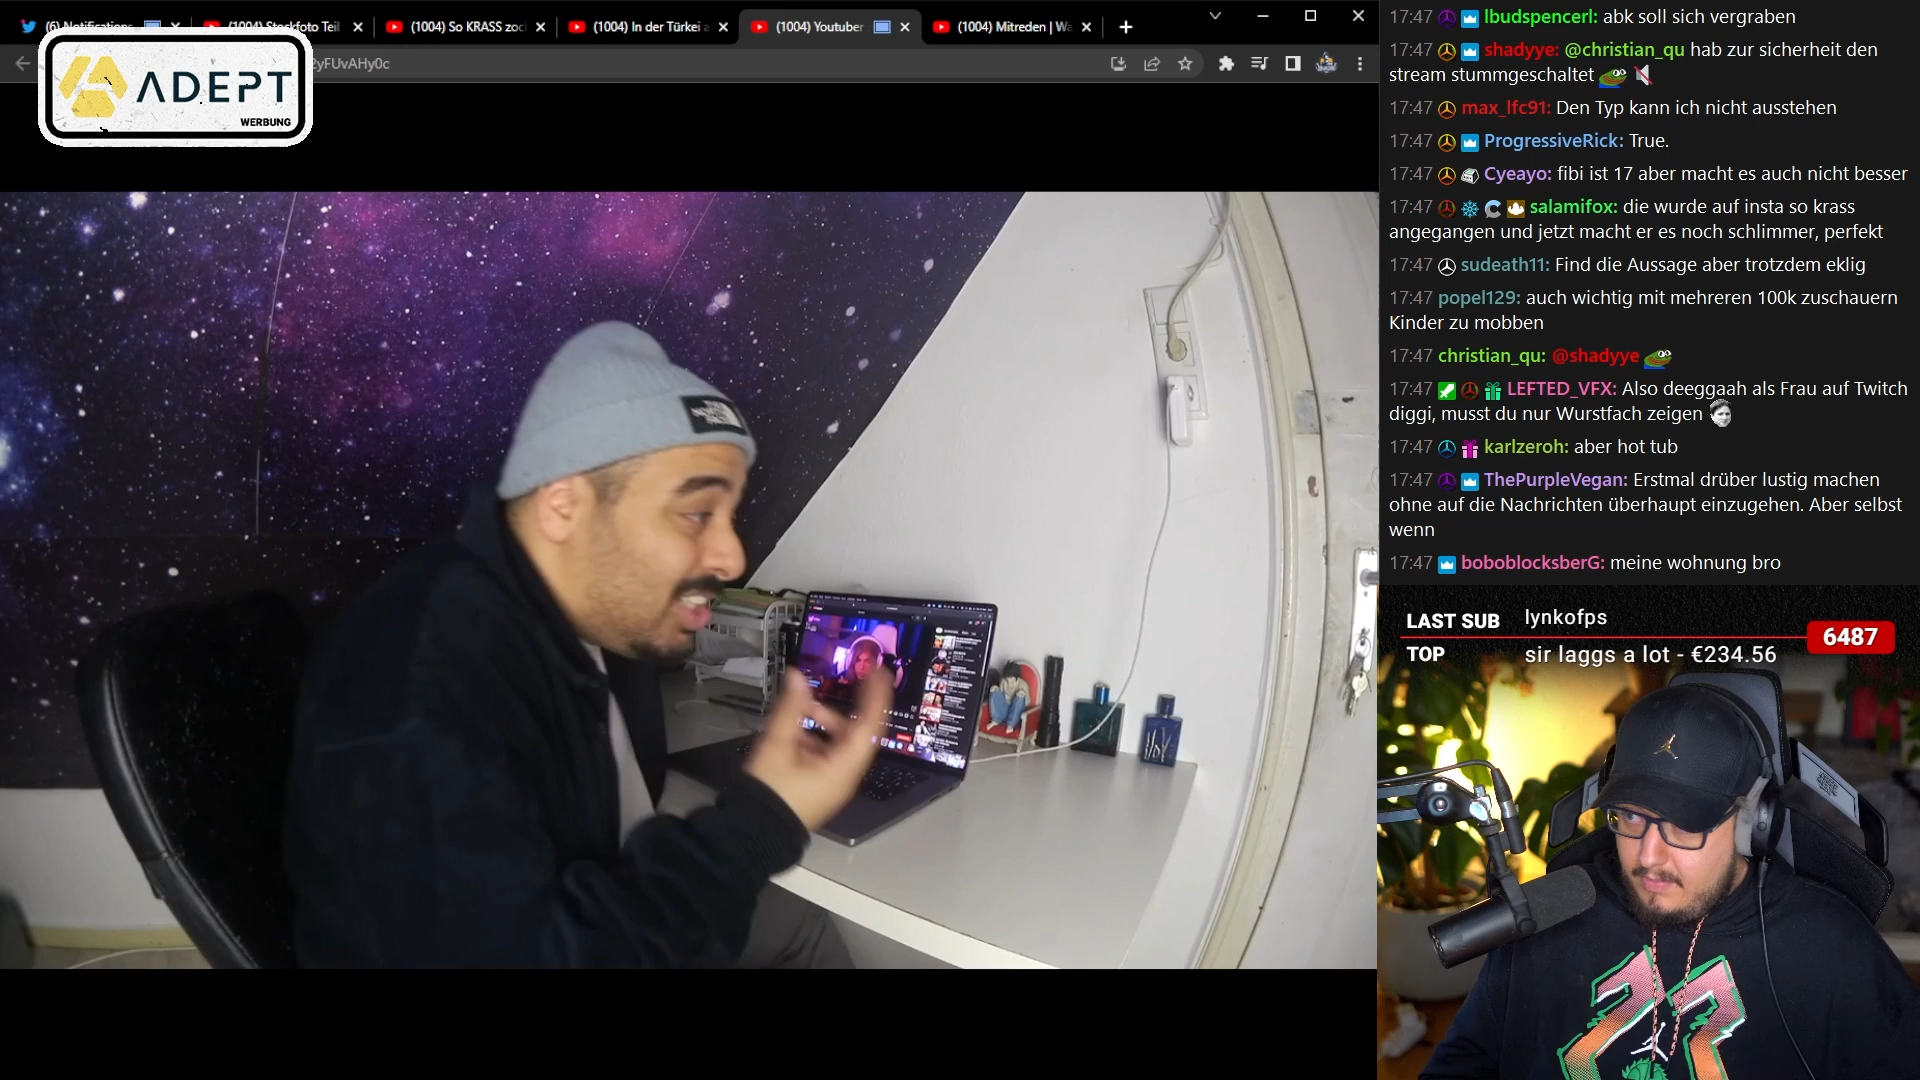 (6) Notifications
(1004) Stockfoto Teil
(1004) So KRASS zoc
(1004) In der Türkei a
(1004) Youtuber
(1004) Mitreden | Wa
2yFUvAHy0c
ADEPT
WERBUNG
17:47 lbudspencerl: abk soll sich vergraben
17:47 shadyye: @christian_qu hab zur sicherheit den
stream stummgeschaltet
17:47 max_lfc91: Den Typ kann ich nicht ausstehen
17:47 ProgressiveRick: True.
17:47 Cyeayo: fibi ist 17 aber macht es auch nicht besser
17:47 salamifox: die wurde auf insta so krass
angegangen und jetzt macht er es noch schlimmer, perfekt
17:47 sudeath11: Find die Aussage aber trotzdem eklig
17:47 popel129: auch wichtig mit mehreren 100k zuschauern
Kinder zu mobben
17:47 christian_qu: @shadyye
17:47 LEFTED_VFX: Also deeggaah als Frau auf Twitch
diggi, musst du nur Wurstfach zeigen
17:47 karlzeroh: aber hot tub
17:47 ThePurpleVegan: Erstmal drüber lustig machen
ohne auf die Nachrichten überhaupt einzugehen. Aber selbst
wenn
17:47 boboblocksberG: meine wohnung bro
LAST SUB lynkofps
6487
TOP sir laggs a lot - €234.56